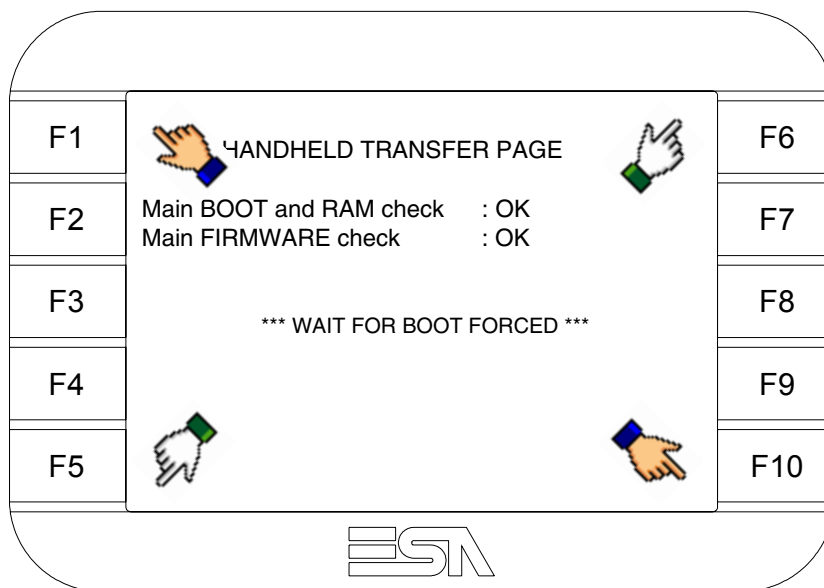 F1
F6
HANDHELD TRANSFER PAGE
F2
F7
Main BOOT and RAM check : OK
Main FIRMWARE check : OK
F3
F8
*** WAIT FOR BOOT FORCED ***
F4
F9
F5
F10
ESA